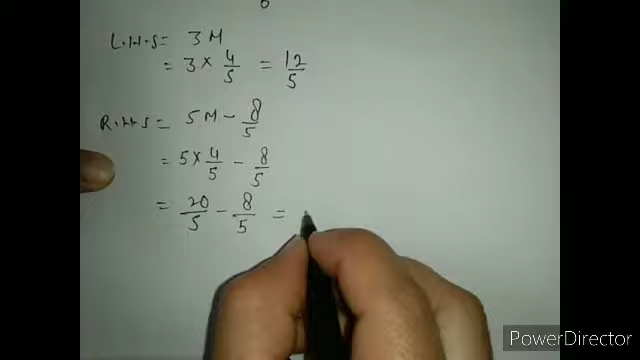 L.H.S = 3M
= 3 × 4/5 = 12/5
R.H.S = 5M - 8/5
= 5 × 4/5 - 8/5
= 20/5 - 8/5 =
PowerDirector